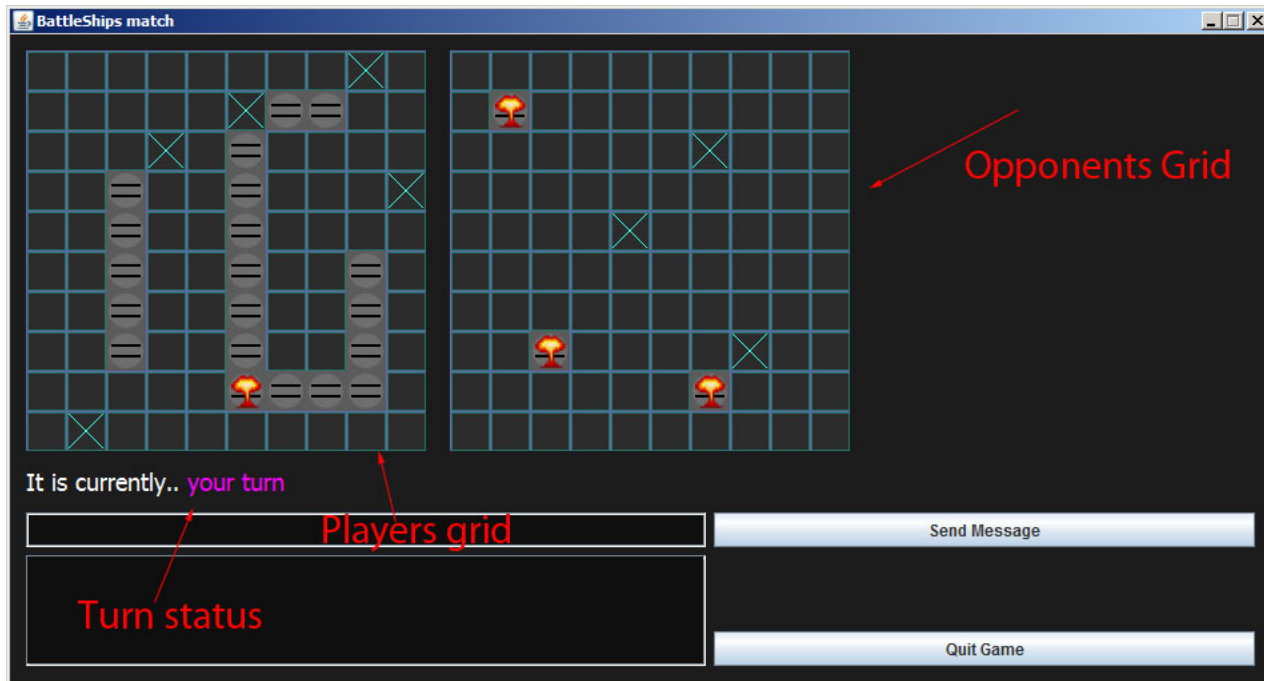 BattleShips match
Opponents Grid
It is currently.. your turn
Players grid
Send Message
Turn status
Quit Game